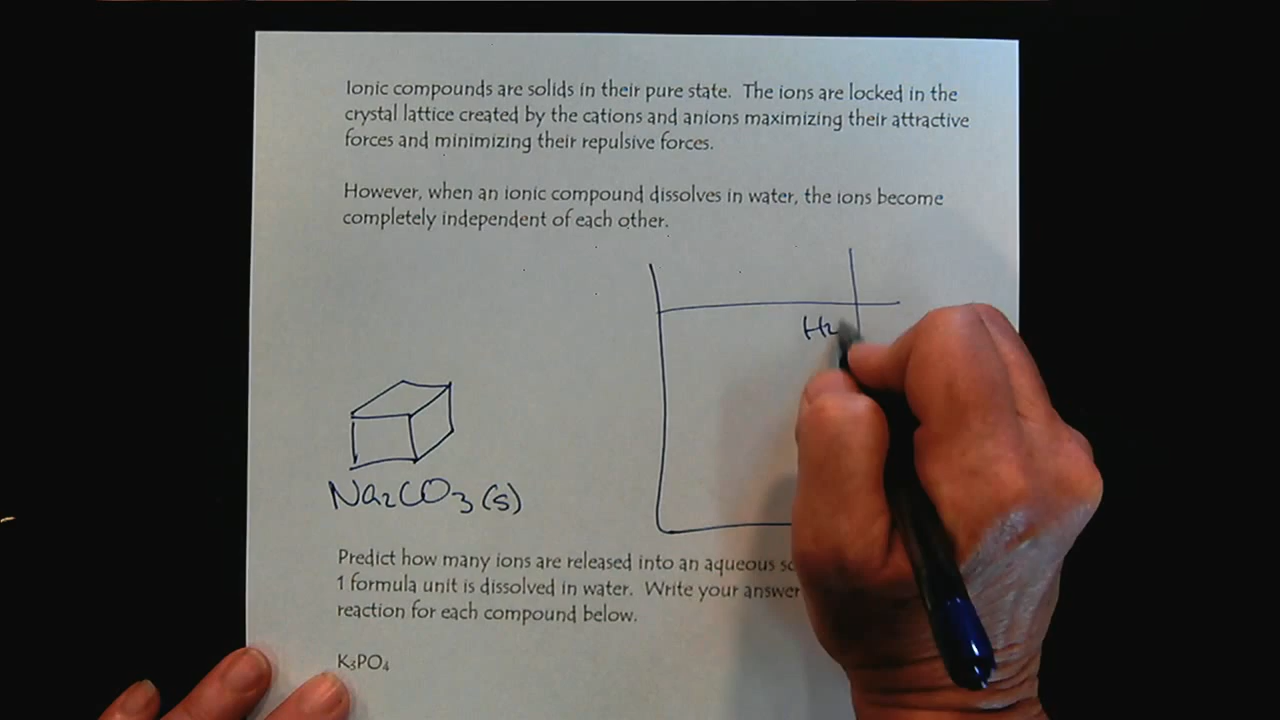 Ionic compounds are solids in their pure state. The ions are locked in the
crystal lattice created by the cations and anions maximizing their attractive
forces and minimizing their repulsive forces.
However, when an ionic compound dissolves in water, the ions become
completely independent of each other.
H2
Na2CO3(s)
Predict how many ions are released into an aqueous
1 formula unit is dissolved in water. Write your answer
reaction for each compound below.
K3PO4